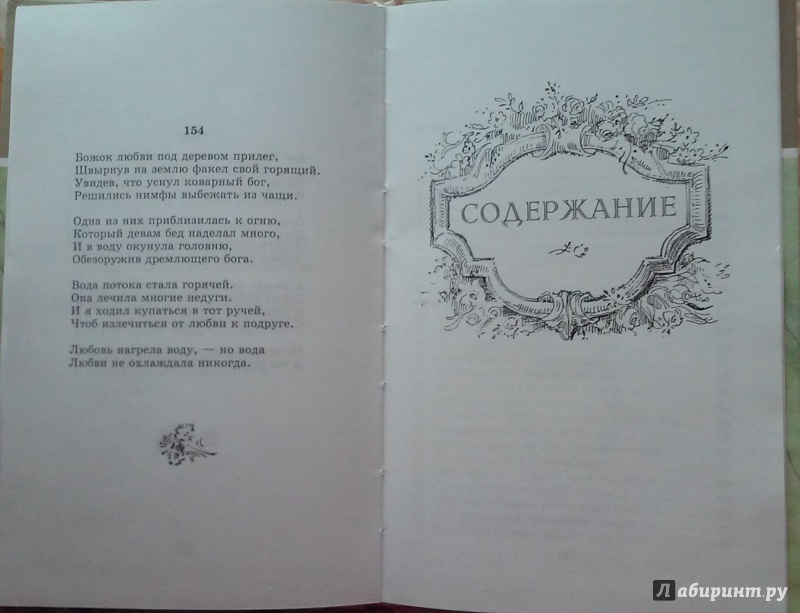 154
Божок любви под деревом прилег,
Швырнув на землю факел свой горящий.
Увидев, что уснул коварный бог,
Решились нимфы выбежать из чащи.
Одна из них приблизилась к огню,
Который девам бед наделал много,
И в воду окунула головню,
Обезоружив дремлющего бога.
Вода потока стала горячей.
Она лечила многие недуги.
И я ходил купаться в тот ручей,
Чтоб излечиться от любви к подруге.
Любовь нагрела воду, — но вода
Любви не охлаждала никогда.
СОДЕРЖАНИЕ
Лабиринт.ру